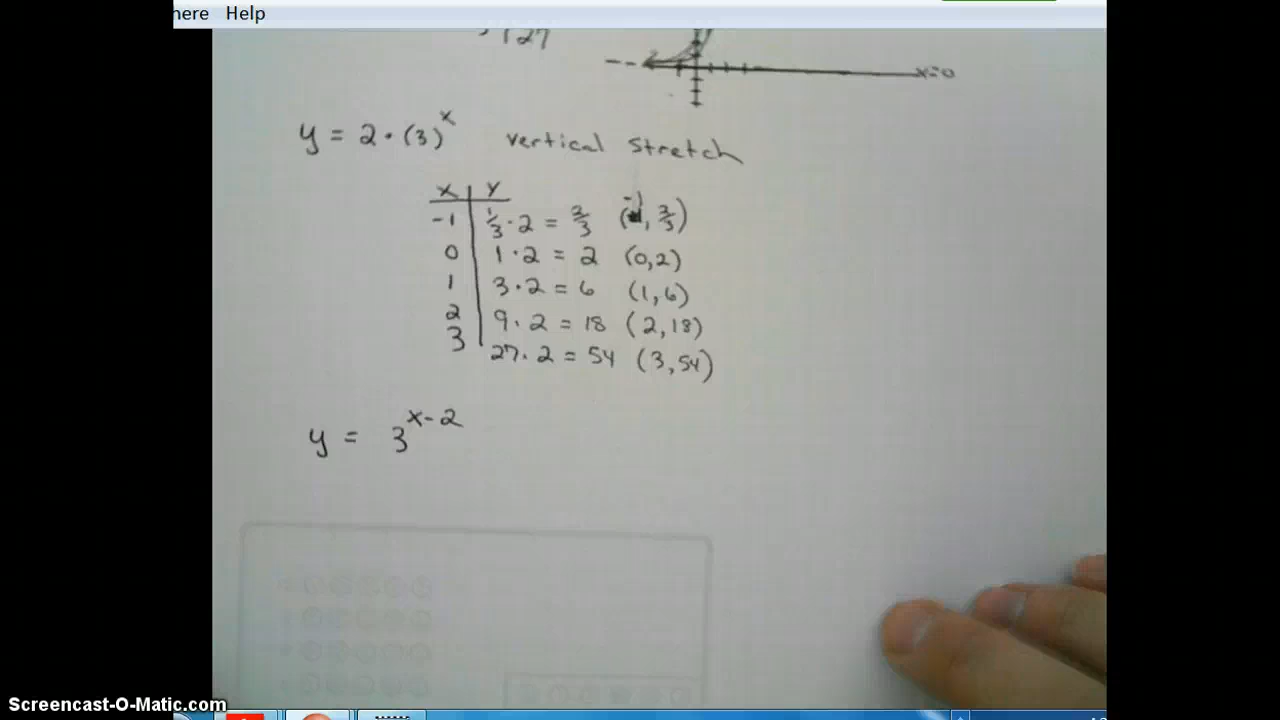 here Help
27
x=0
y = 2 · (3)^x vertical stretch
x | y
-1 | 1/3 · 2 = 2/3 (-1, 2/3)
0 | 1 · 2 = 2 (0,2)
1 | 3 · 2 = 6 (1,6)
2 | 9 · 2 = 18 (2,18)
3 | 27 · 2 = 54 (3,54)
y = 3^(x-2)
Screencast-O-Matic.com